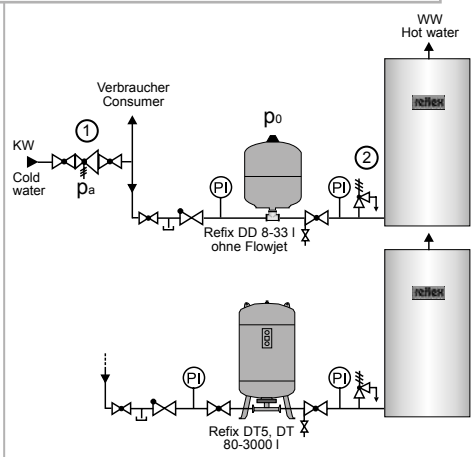 WW
Hot water
reflex
Verbraucher
Consumer
1
KW
Cold
water
pa
p0
2
PI
PI
Refix DD 8-33 l
ohne Flowjet
reflex
PI
PI
Refix DT5, DT
80-3000 l